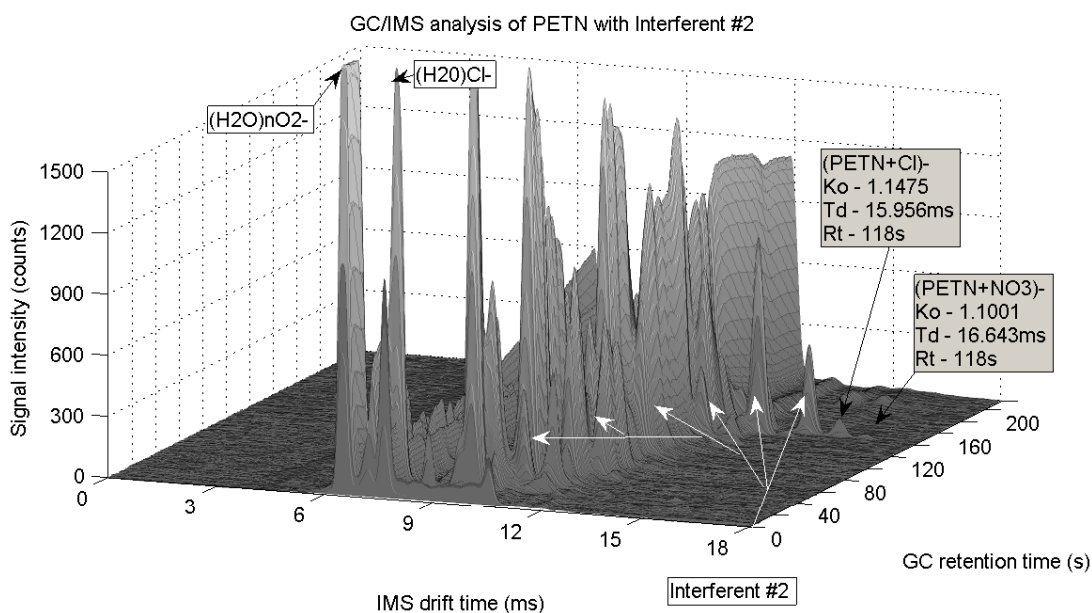 GC/IMS analysis of PETN with Interferent #2
(H20)Cl-
(H2O)nO2-
(PETN+Cl)-
Ko - 1.1475
Td - 15.956ms
Rt - 118s
(PETN+NO3)-
Ko - 1.1001
Td - 16.643ms
Rt - 118s
Signal intensity (counts)
1500
1200
900
600
300
0
0
3
6
9
12
15
18
IMS drift time (ms)
0
40
80
120
160
200
GC retention time (s)
Interferent #2